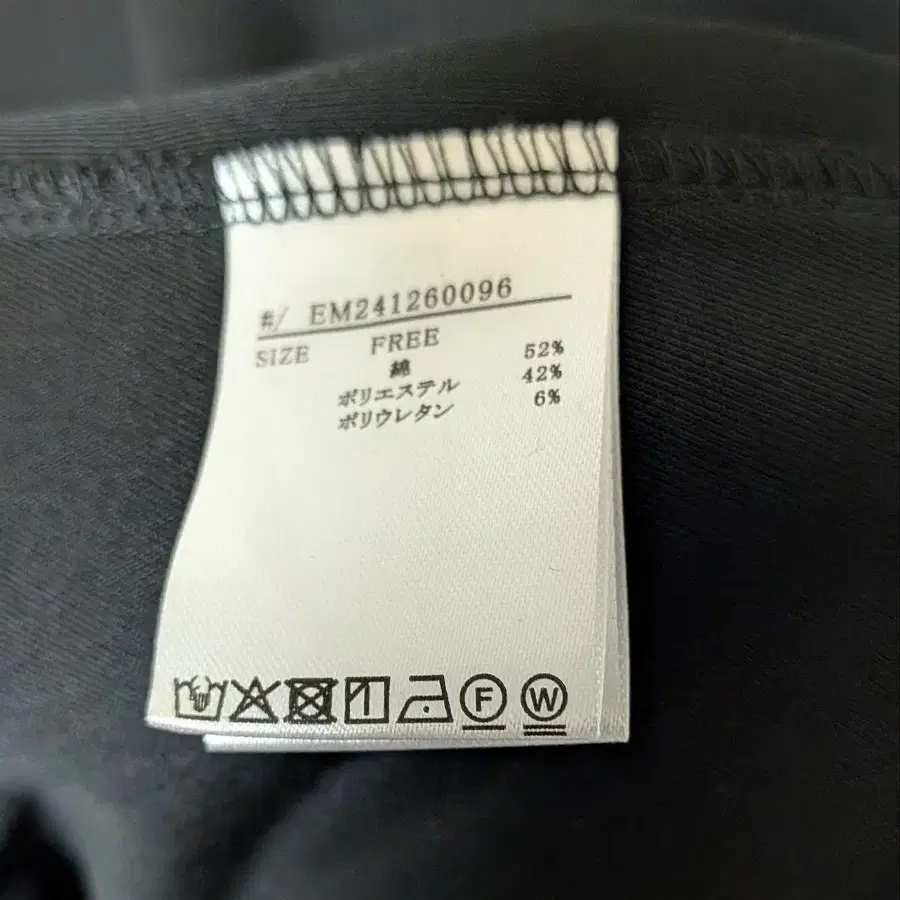 #/ EM241260096
SIZE FREE
綿 52%
ポリエステル 42%
ポリウレタン 6%
F W